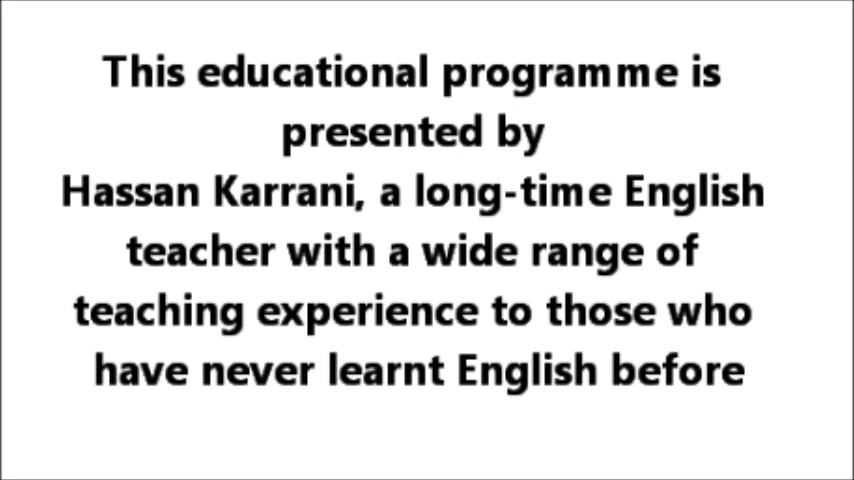 This educational programme is
presented by
Hassan Karrani, a long-time English
teacher with a wide range of
teaching experience to those who
have never learnt English before